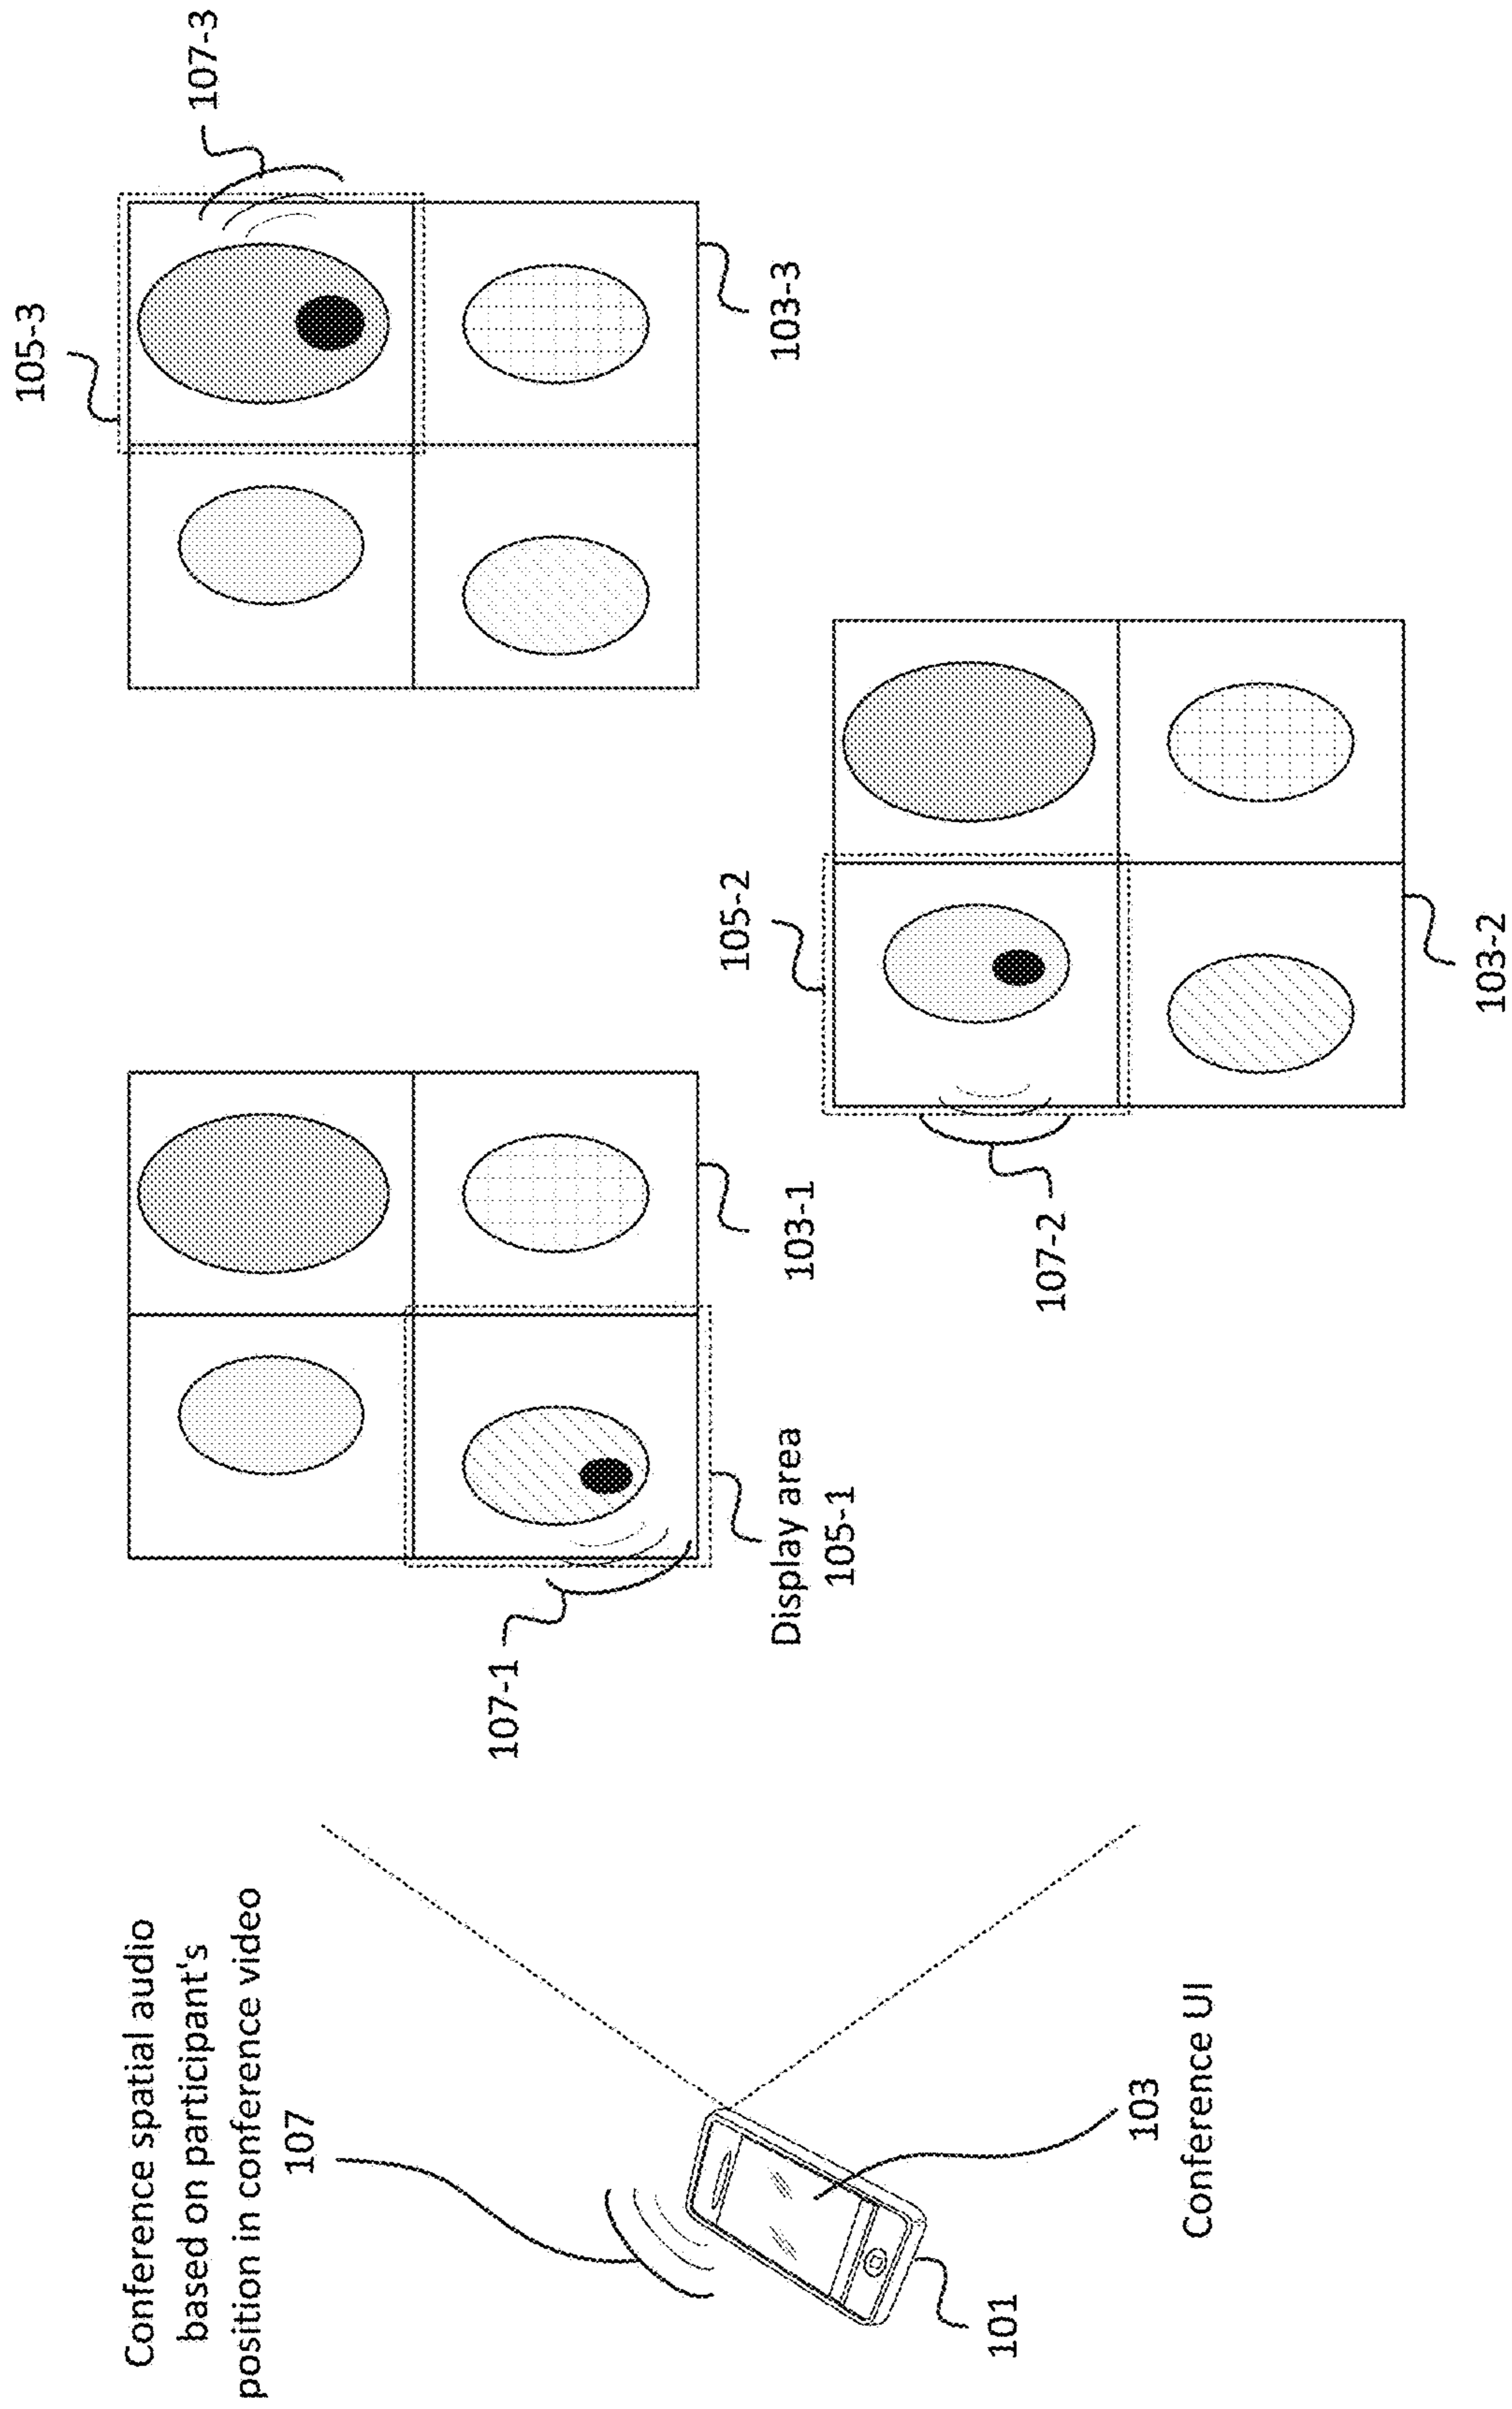 Conference spatial audio
based on participant's
position in conference video
107
101
103
Conference UI
107-1
Display area
105-1
103-1
105-2
107-2
103-2
105-3
107-3
103-3